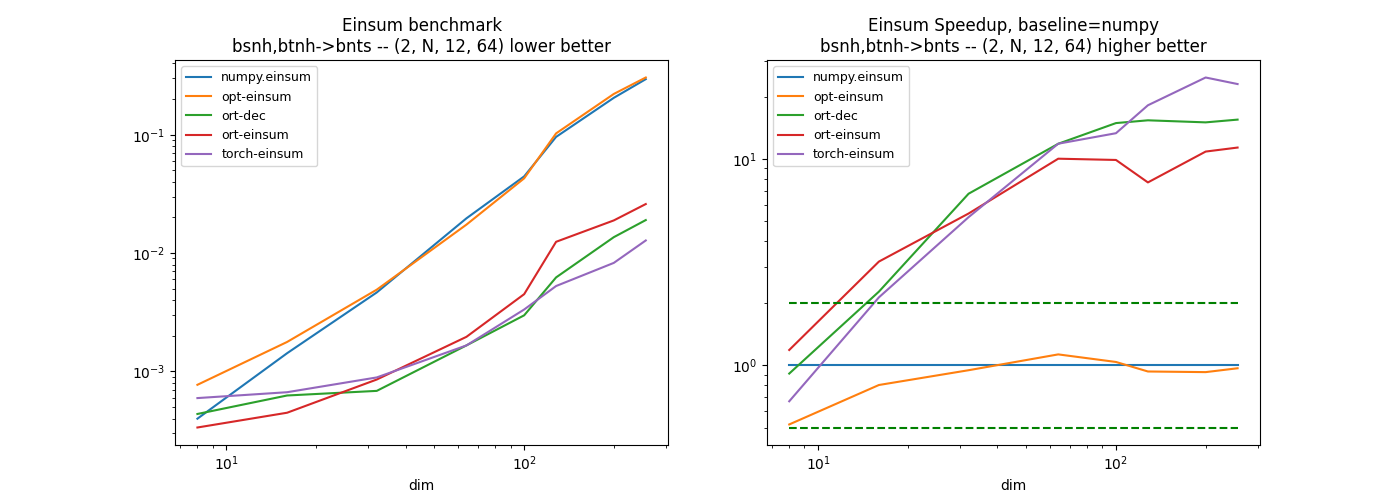 Einsum benchmark
bsnh,btnh->bnts -- (2, N, 12, 64) lower better
numpy.einsum
opt-einsum
ort-dec
ort-einsum
torch-einsum
10⁻¹
10⁻²
10⁻³
10¹
10²
dim
Einsum Speedup, baseline=numpy
bsnh,btnh->bnts -- (2, N, 12, 64) higher better
numpy.einsum
opt-einsum
ort-dec
ort-einsum
torch-einsum
10¹
10⁰
10¹
10²
dim